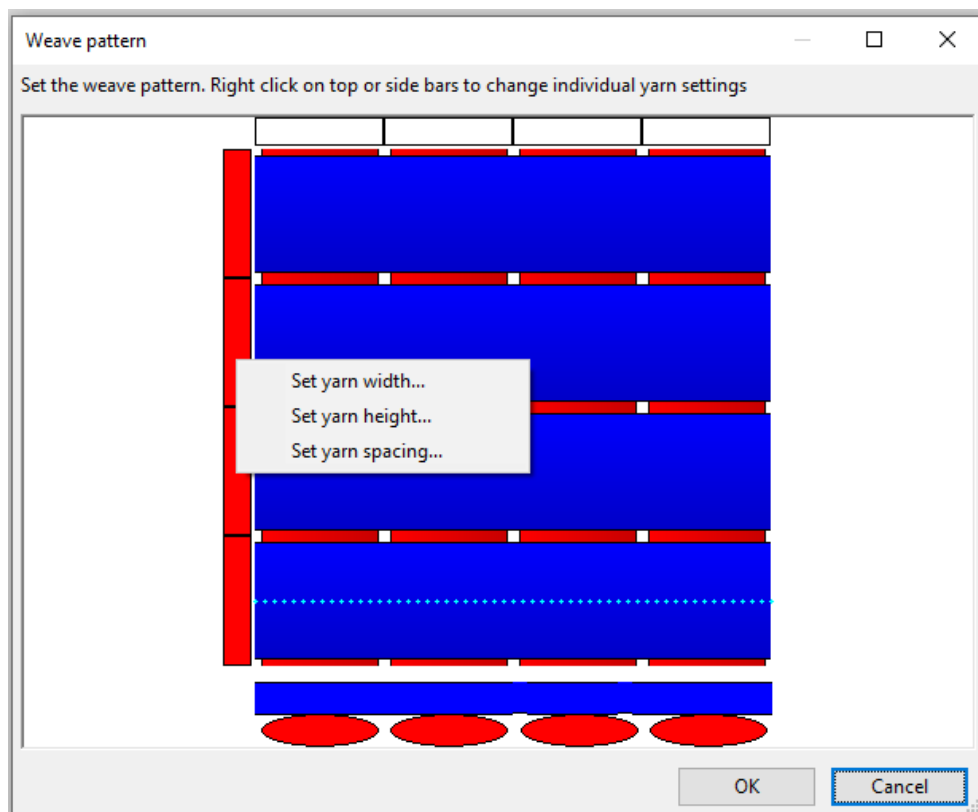 Weave pattern
Set the weave pattern. Right click on top or side bars to change individual yarn settings
Set yarn width...
Set yarn height...
Set yarn spacing...
OK
Cancel